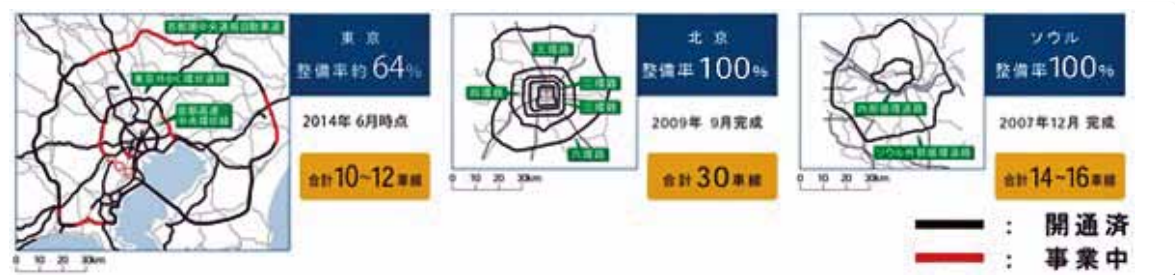 首都圏中央連絡自動車道
東京外かく環状道路
首都高速
中央環状線
0 10 20 30km
東京
整備率約64%
2014年 6月時点
合計10~12車線
五環路
四環路
二環路
三環路
六環路
0 10 20 30km
北京
整備率100%
2009年 9月完成
合計30車線
内部循環道路
ソウル外郭循環道路
0 10 20 30km
ソウル
整備率100%
2007年12月 完成
合計14~16車線
： 開通済
： 事業中